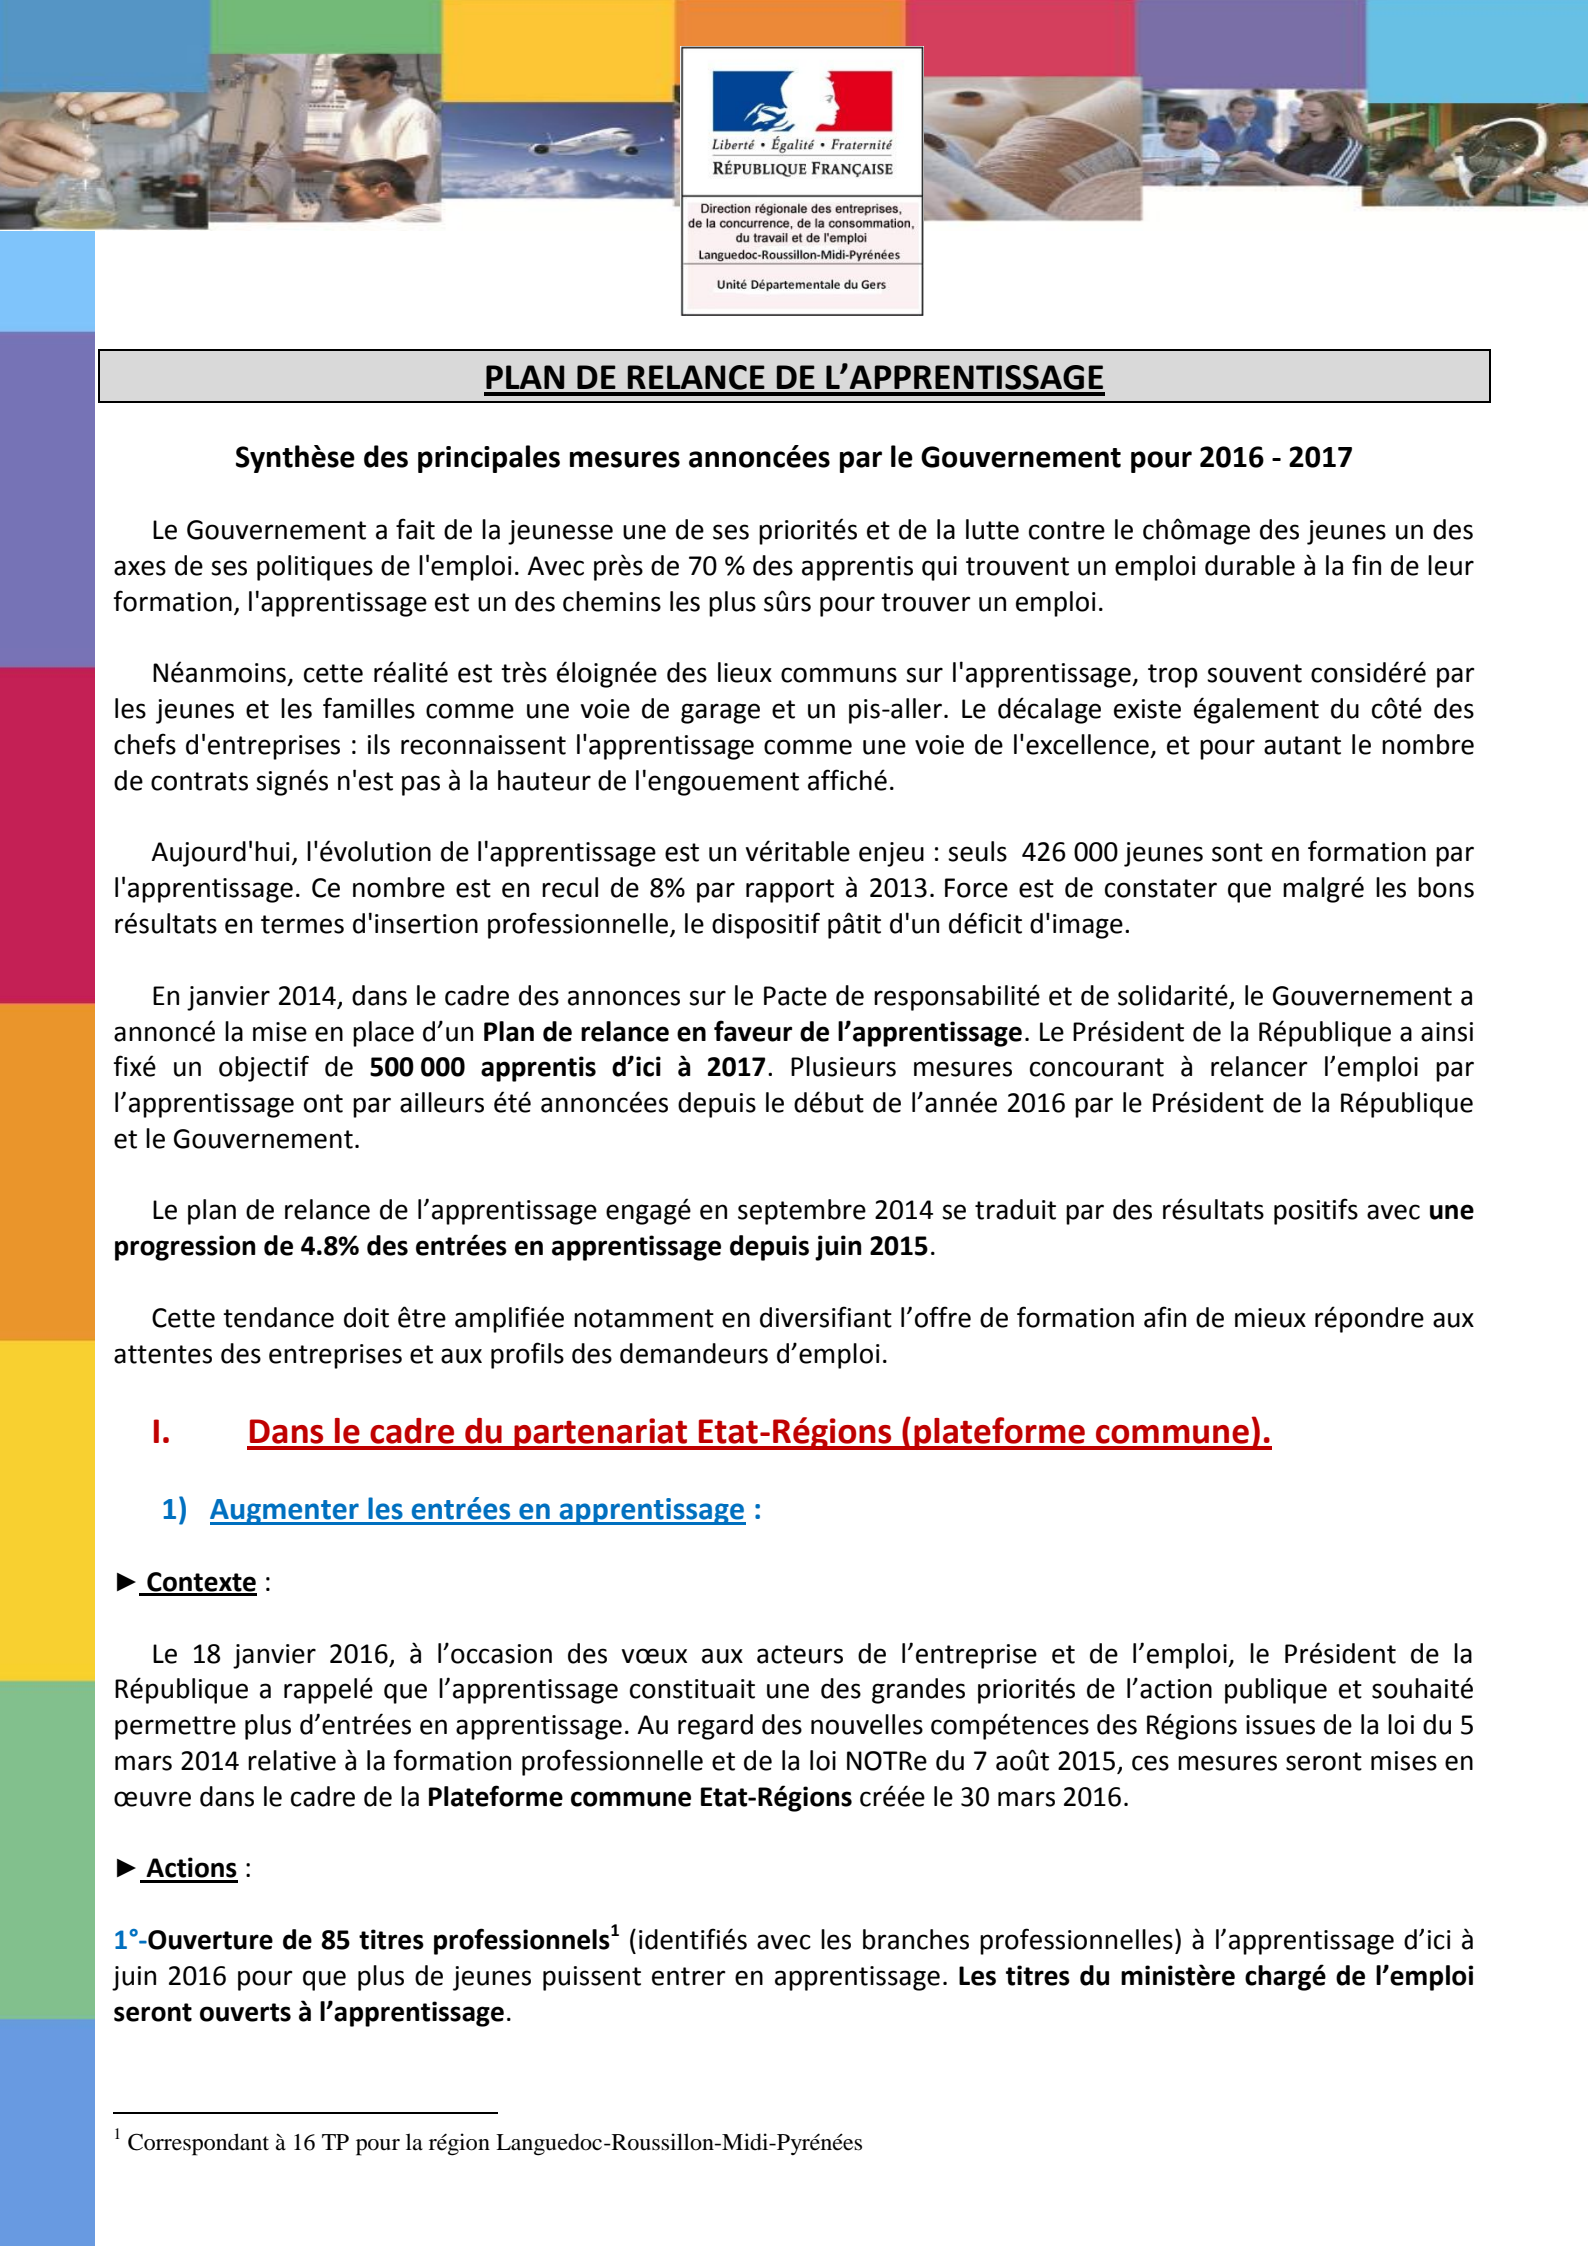 Liberté • Égalité • Fraternité
RÉPUBLIQUE FRANÇAISE
Direction régionale des entreprises,
de la concurrence, de la consommation,
du travail et de l'emploi
Languedoc-Roussillon-Midi-Pyrénées
Unité Départementale du Gers
PLAN DE RELANCE DE L’APPRENTISSAGE
Synthèse des principales mesures annoncées par le Gouvernement pour 2016 - 2017
Le Gouvernement a fait de la jeunesse une de ses priorités et de la lutte contre le chômage des jeunes un des
axes de ses politiques de l'emploi. Avec près de 70 % des apprentis qui trouvent un emploi durable à la fin de leur
formation, l'apprentissage est un des chemins les plus sûrs pour trouver un emploi.
Néanmoins, cette réalité est très éloignée des lieux communs sur l'apprentissage, trop souvent considéré par
les jeunes et les familles comme une voie de garage et un pis-aller. Le décalage existe également du côté des
chefs d'entreprises : ils reconnaissent l'apprentissage comme une voie de l'excellence, et pour autant le nombre
de contrats signés n'est pas à la hauteur de l'engouement affiché.
Aujourd'hui, l'évolution de l'apprentissage est un véritable enjeu : seuls 426 000 jeunes sont en formation par
l'apprentissage. Ce nombre est en recul de 8% par rapport à 2013. Force est de constater que malgré les bons
résultats en termes d'insertion professionnelle, le dispositif pâtit d'un déficit d'image.
En janvier 2014, dans le cadre des annonces sur le Pacte de responsabilité et de solidarité, le Gouvernement a
annoncé la mise en place d’un Plan de relance en faveur de l’apprentissage. Le Président de la République a ainsi
fixé un objectif de 500 000 apprentis d’ici à 2017. Plusieurs mesures concourant à relancer l’emploi par
l’apprentissage ont par ailleurs été annoncées depuis le début de l’année 2016 par le Président de la République
et le Gouvernement.
Le plan de relance de l’apprentissage engagé en septembre 2014 se traduit par des résultats positifs avec une
progression de 4.8% des entrées en apprentissage depuis juin 2015.
Cette tendance doit être amplifiée notamment en diversifiant l’offre de formation afin de mieux répondre aux
attentes des entreprises et aux profils des demandeurs d’emploi.
I. Dans le cadre du partenariat Etat-Régions (plateforme commune).
1) Augmenter les entrées en apprentissage :
► Contexte :
Le 18 janvier 2016, à l’occasion des vœux aux acteurs de l’entreprise et de l’emploi, le Président de la
République a rappelé que l’apprentissage constituait une des grandes priorités de l’action publique et souhaité
permettre plus d’entrées en apprentissage. Au regard des nouvelles compétences des Régions issues de la loi du 5
mars 2014 relative à la formation professionnelle et de la loi NOTRe du 7 août 2015, ces mesures seront mises en
œuvre dans le cadre de la Plateforme commune Etat-Régions créée le 30 mars 2016.
► Actions :
1°-Ouverture de 85 titres professionnels1 (identifiés avec les branches professionnelles) à l’apprentissage d’ici à
juin 2016 pour que plus de jeunes puissent entrer en apprentissage. Les titres du ministère chargé de l’emploi
seront ouverts à l’apprentissage.
1 Correspondant à 16 TP pour la région Languedoc-Roussillon-Midi-Pyrénées